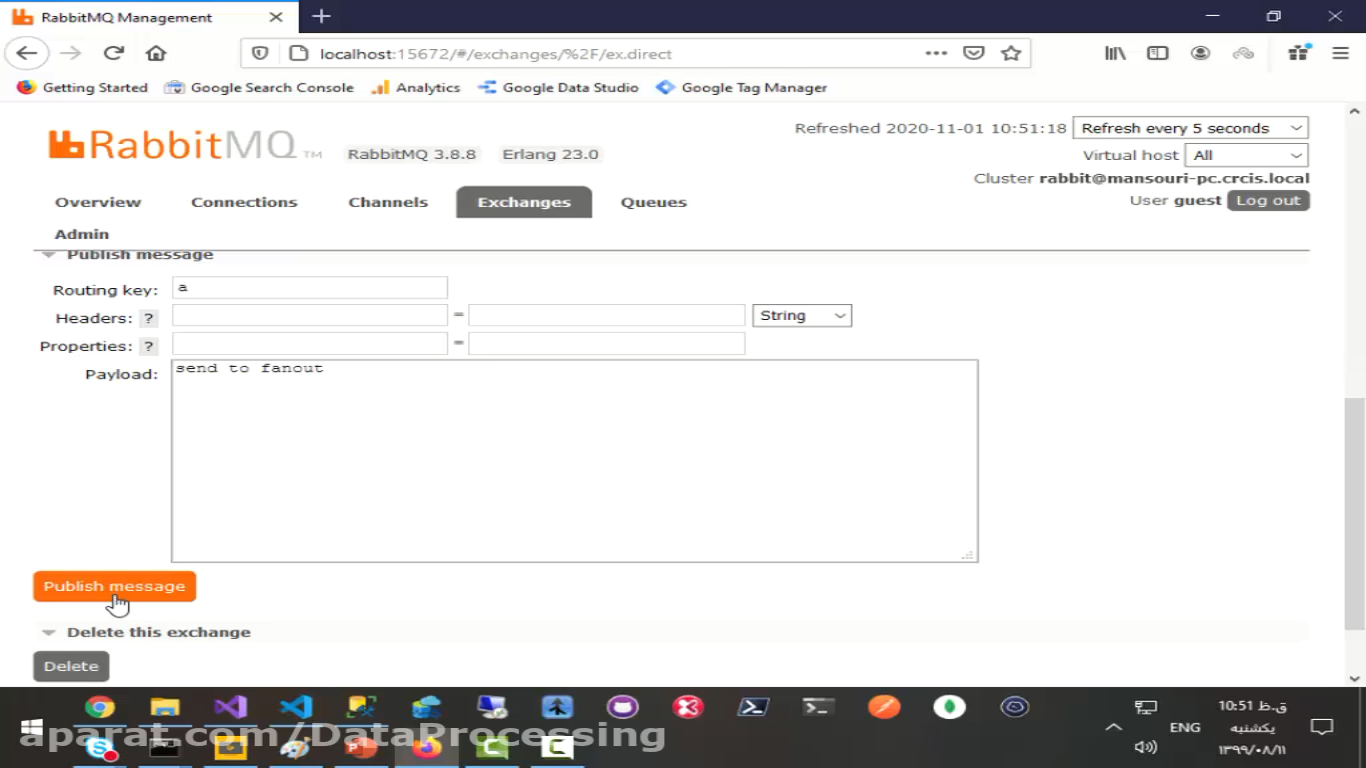 RabbitMQ Management
localhost:15672/#/exchanges/%2F/ex.direct
Getting Started Google Search Console Analytics Google Data Studio Google Tag Manager
RabbitMQ TM RabbitMQ 3.8.8 Erlang 23.0
Refreshed 2020-11-01 10:51:18 Refresh every 5 seconds
Virtual host All
Cluster rabbit@mansouri-pc.crcis.local
User guest Log out
Overview Connections Channels Exchanges Queues
Admin
Publish message
Routing key: a
Headers: ? = String
Properties: ? =
Payload: send to fanout
Publish message
Delete this exchange
Delete
10:51 ق.ظ
ENG یکشنبه
۱۳۹۹/۰۸/۱۱
aparat.com/DataProcessing